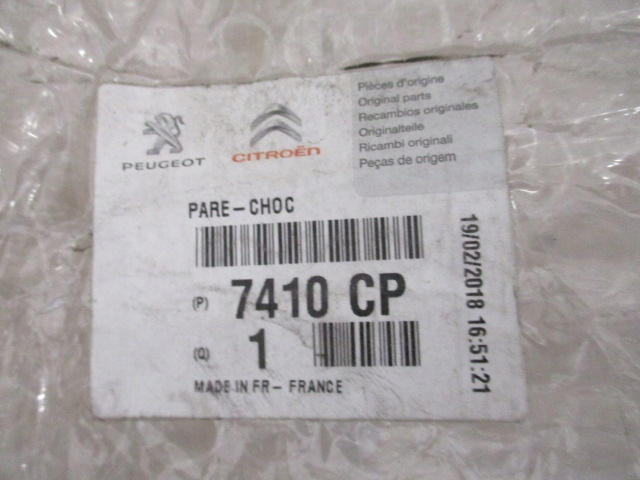 PEUGEOT
CITROËN
Pièces d'origine
Original parts
Recambios originales
Originalteile
Ricambi originali
Peças de origem
PARE-CHOC
(P) 7410 CP
(Q) 1
MADE IN FR- FRANCE
19/02/2018 16:51:21